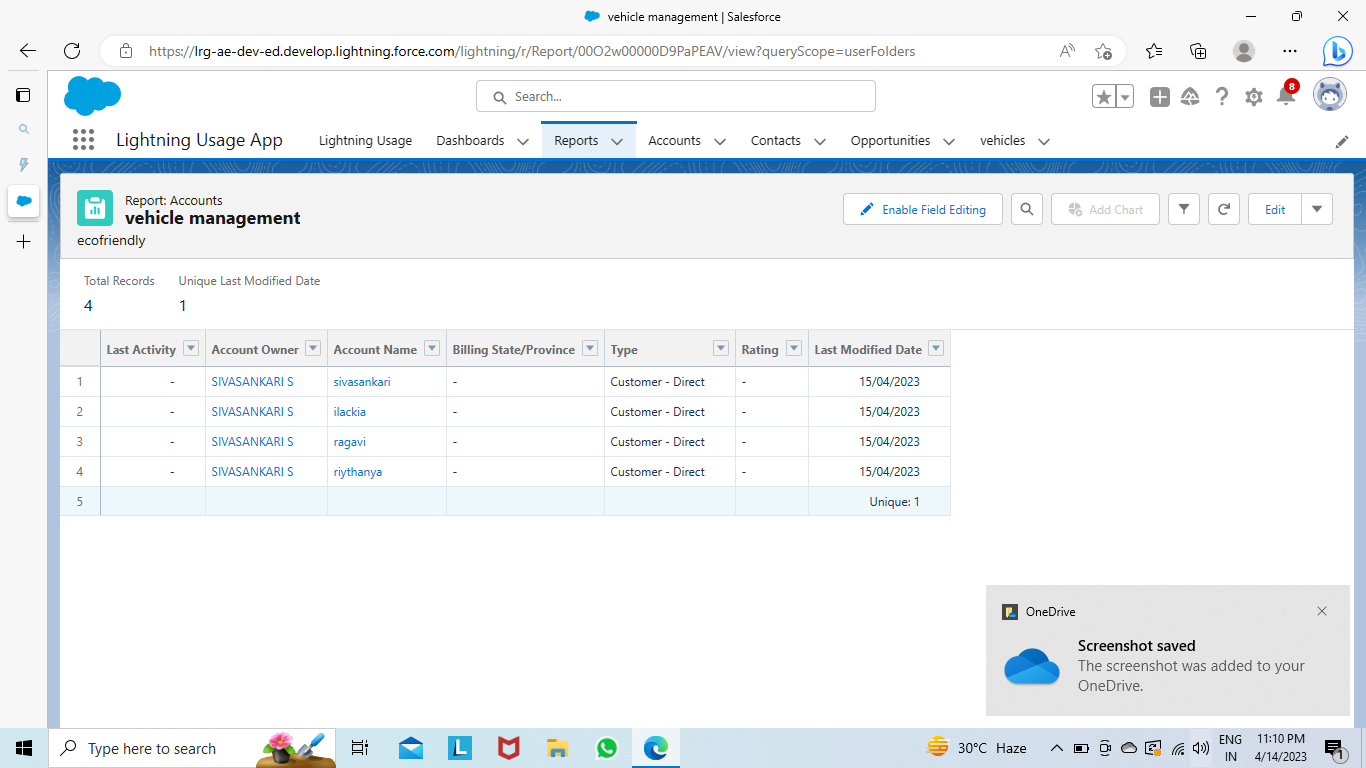 vehicle management | Salesforce
https://lrg-ae-dev-ed.develop.lightning.force.com/lightning/r/Report/00O2w00000D9PaPEAV/view?queryScope=userFolders
Search...
8
Lightning Usage App
Lightning Usage
Dashboards
Reports
Accounts
Contacts
Opportunities
vehicles
Report: Accounts
vehicle management
ecofriendly
Enable Field Editing
Add Chart
Edit
Total Records Unique Last Modified Date
4 1
Last Activity Account Owner Account Name Billing State/Province Type Rating Last Modified Date
1 - SIVASANKARI S sivasankari - Customer - Direct - 15/04/2023
2 - SIVASANKARI S ilackia - Customer - Direct - 15/04/2023
3 - SIVASANKARI S ragavi - Customer - Direct - 15/04/2023
4 - SIVASANKARI S riythanya - Customer - Direct - 15/04/2023
5 Unique: 1
OneDrive
Screenshot saved
The screenshot was added to your
OneDrive.
Type here to search
L
30°C Haze
ENG
IN
11:10 PM
4/14/2023
1